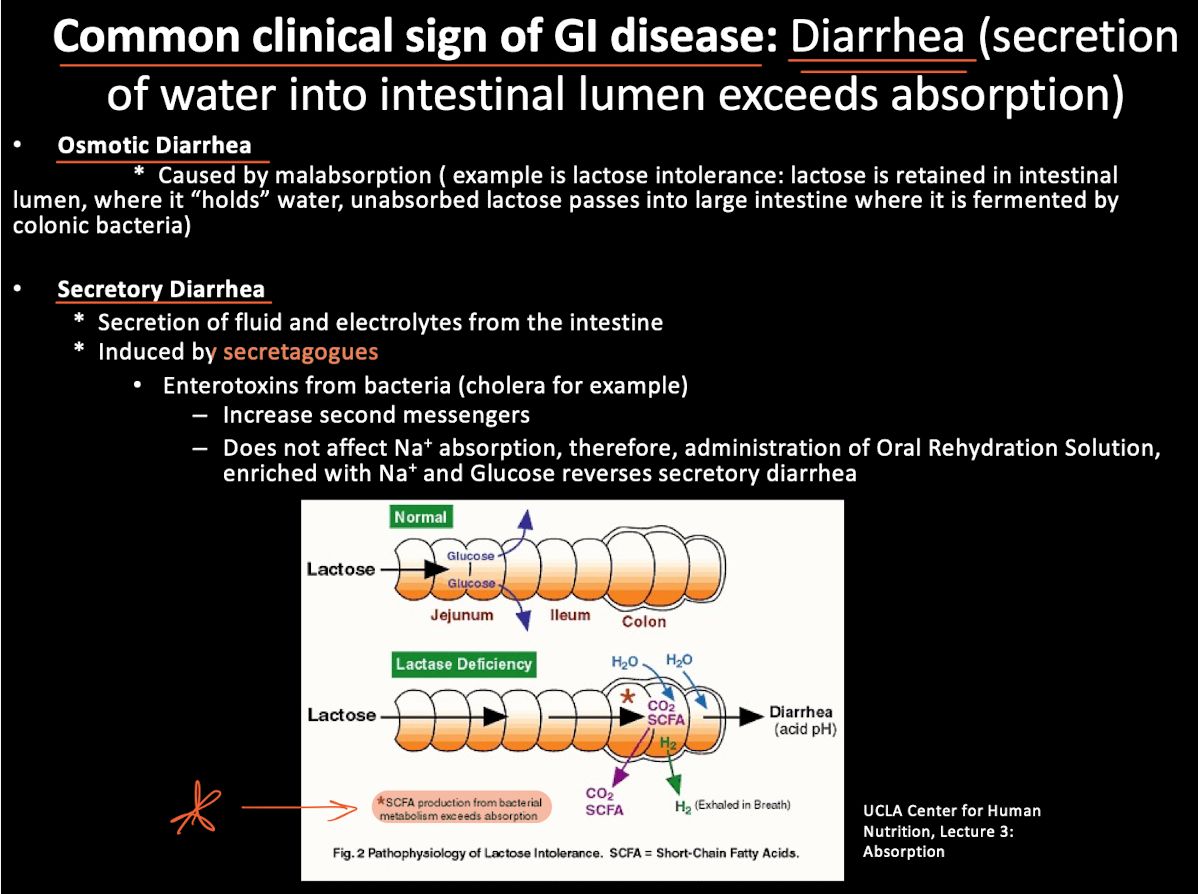 Common clinical sign of GI disease: Diarrhea (secretion
of water into intestinal lumen exceeds absorption)
• Osmotic Diarrhea
* Caused by malabsorption ( example is lactose intolerance: lactose is retained in intestinal
lumen, where it “holds” water, unabsorbed lactose passes into large intestine where it is fermented by
colonic bacteria)
• Secretory Diarrhea
* Secretion of fluid and electrolytes from the intestine
* Induced by secretagogues
• Enterotoxins from bacteria (cholera for example)
– Increase second messengers
– Does not affect Na⁺ absorption, therefore, administration of Oral Rehydration Solution,
enriched with Na⁺ and Glucose reverses secretory diarrhea
Normal
Lactose
Glucose
Glucose
Jejunum
Ileum
Colon
Lactase Deficiency
H₂O
H₂O
Lactose
*
CO₂
SCFA
H₂
Diarrhea
(acid pH)
CO₂
SCFA
H₂ (Exhaled in Breath)
*SCFA production from bacterial
metabolism exceeds absorption
Fig. 2 Pathophysiology of Lactose Intolerance. SCFA = Short-Chain Fatty Acids.
UCLA Center for Human
Nutrition, Lecture 3:
Absorption